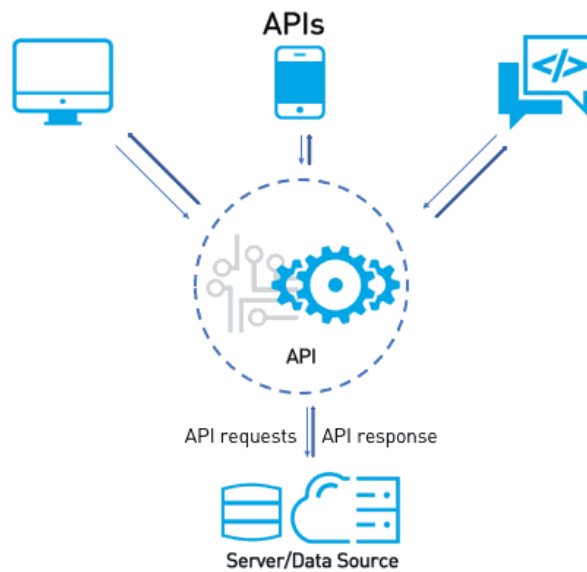 APIs
</>
API
API requests API response
Server/Data Source